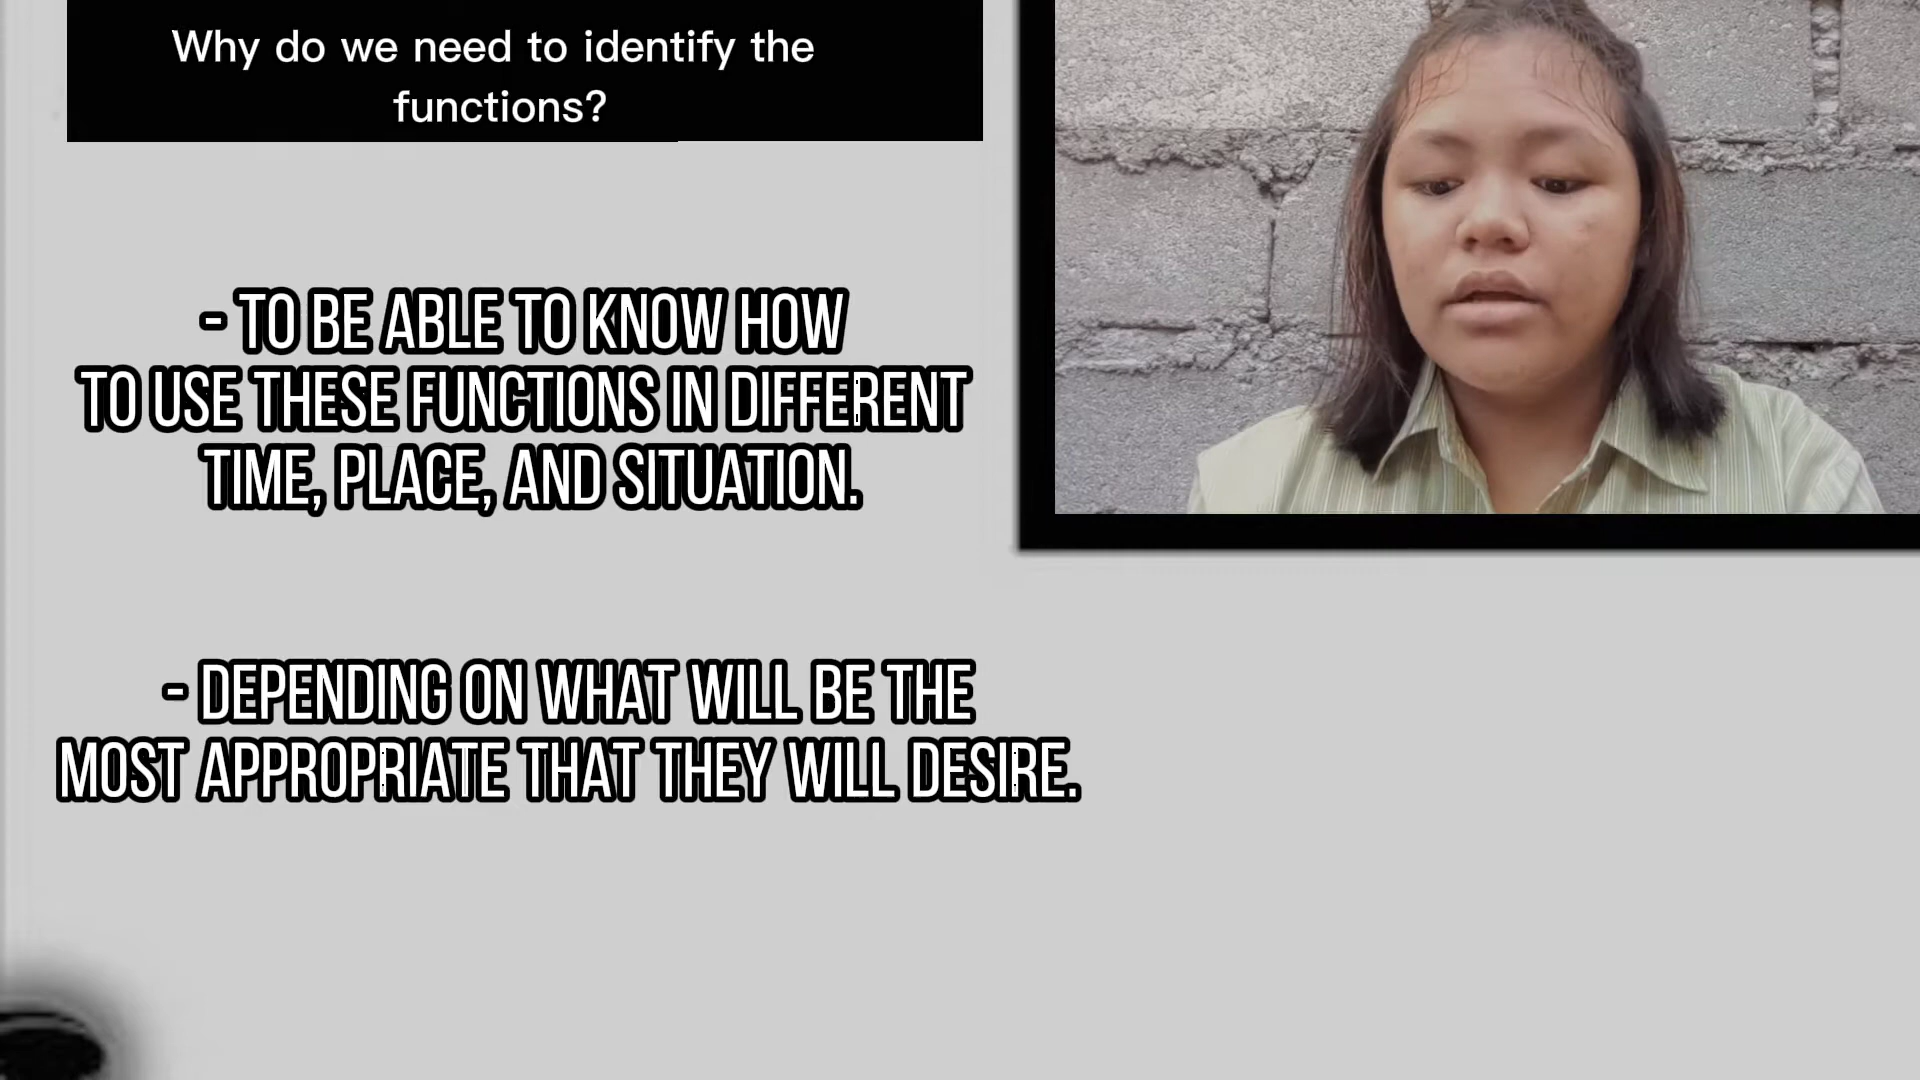 Why do we need to identify the
functions?
- TO BE ABLE TO KNOW HOW
TO USE THESE FUNCTIONS IN DIFFERENT
TIME, PLACE, AND SITUATION.
- DEPENDING ON WHAT WILL BE THE
MOST APPROPRIATE THAT THEY WILL DESIRE.